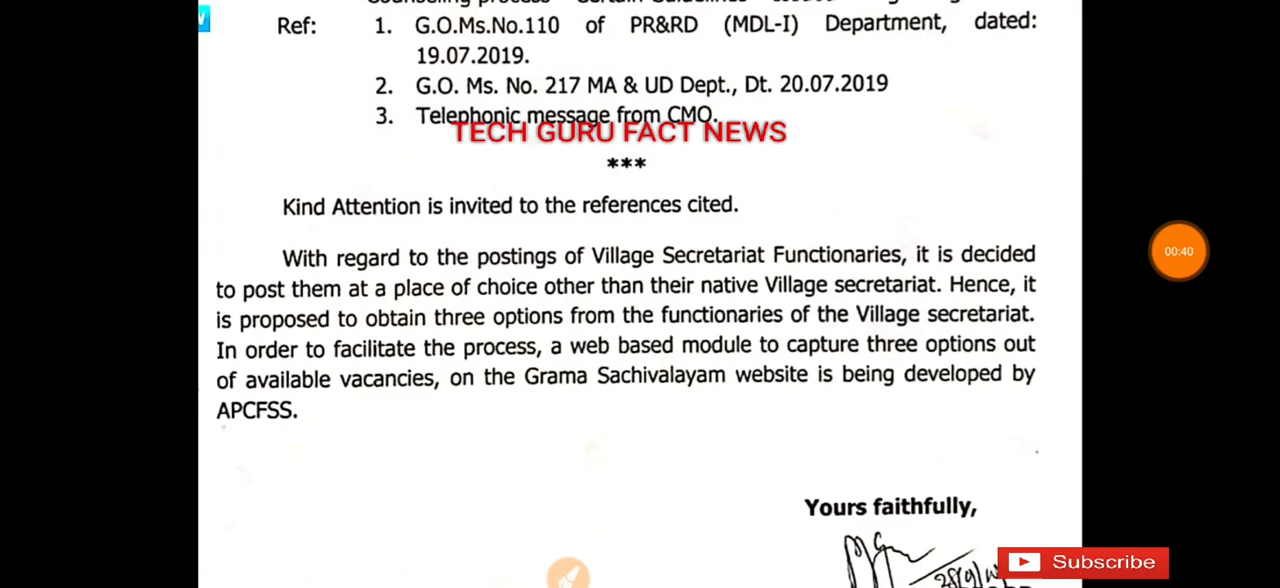 Ref: 1. G.O.Ms.No.110 of PR&RD (MDL-I) Department, dated:
19.07.2019.
2. G.O. Ms. No. 217 MA & UD Dept., Dt. 20.07.2019
3. Telephonic message from CMO.
TECH GURU FACT NEWS
***
Kind Attention is invited to the references cited.
00:40
With regard to the postings of Village Secretariat Functionaries, it is decided
to post them at a place of choice other than their native Village secretariat. Hence, it
is proposed to obtain three options from the functionaries of the Village secretariat.
In order to facilitate the process, a web based module to capture three options out
of available vacancies, on the Grama Sachivalayam website is being developed by
APCFSS.
Yours faithfully,
Subscribe